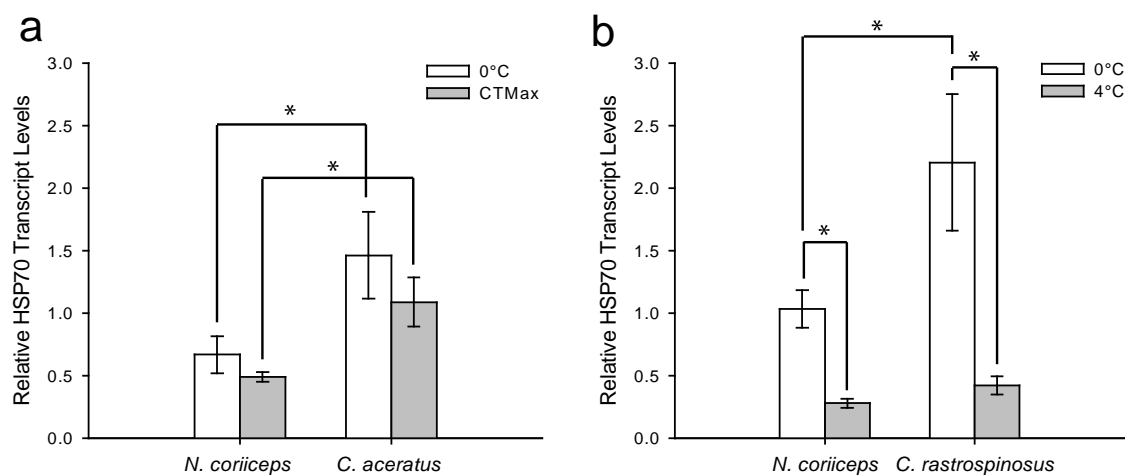 a
b
3.0
2.5
2.0
1.5
1.0
0.5
0.0
Relative HSP70 Transcript Levels
0°C
CTMax
*
*
N. coriiceps
C. aceratus
3.0
2.5
2.0
1.5
1.0
0.5
0.0
Relative HSP70 Transcript Levels
0°C
4°C
*
*
*
N. coriiceps
C. rastrospinosus